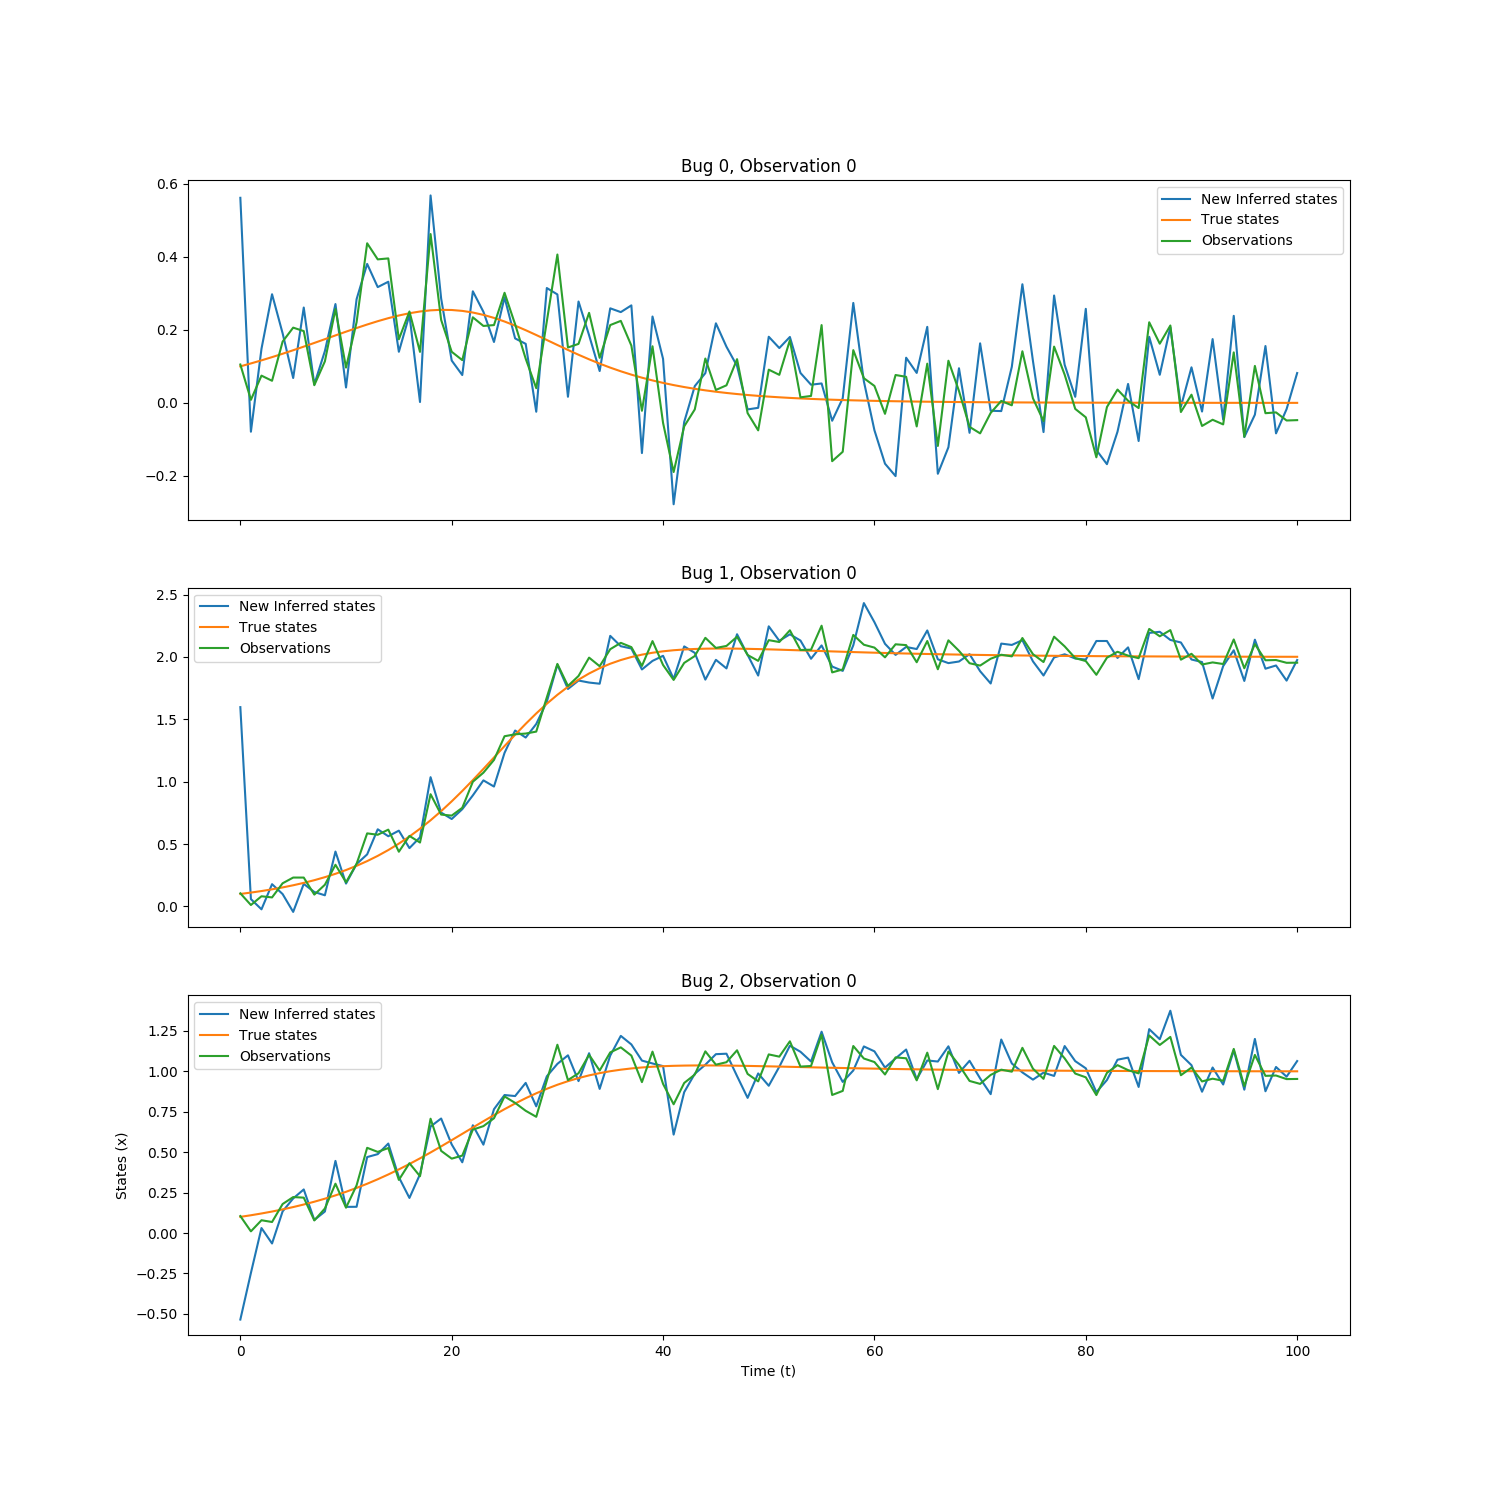 Bug 0, Observation 0
0.6
0.4
0.2
0.0
−0.2
New Inferred states
True states
Observations
Bug 1, Observation 0
2.5
2.0
1.5
1.0
0.5
0.0
New Inferred states
True states
Observations
Bug 2, Observation 0
1.25
1.00
0.75
0.50
0.25
0.00
−0.25
−0.50
New Inferred states
True states
Observations
States (x)
0 20 40 60 80 100
Time (t)